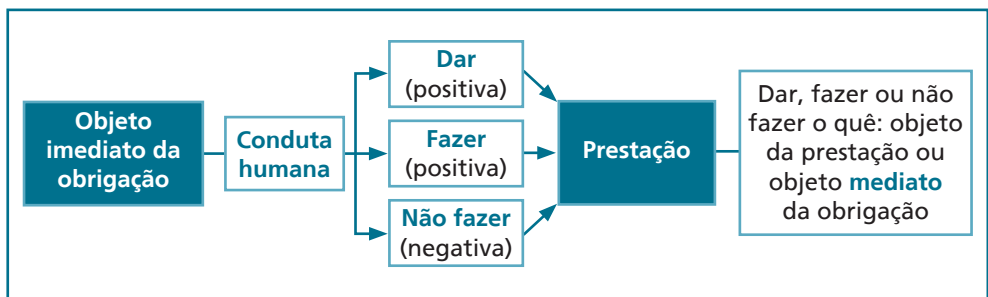 Objeto
imediato da
obrigação
Conduta
humana
Dar
(positiva)
Fazer
(positiva)
Não fazer
(negativa)
Prestação
Dar, fazer ou não
fazer o quê: objeto
da prestação ou
objeto mediato
da obrigação